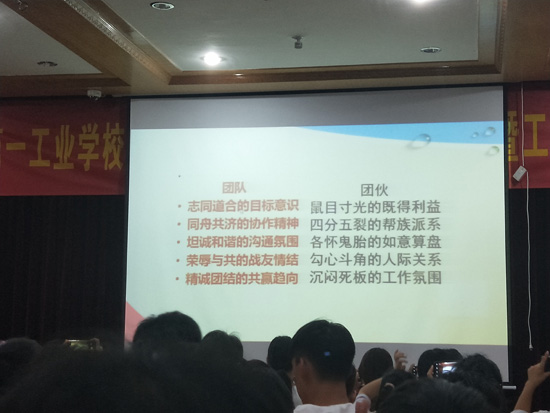 一工业学校
暨工
团队
团伙
志同道合的目标意识
鼠目寸光的既得利益
同舟共济的协作精神
四分五裂的帮族派系
坦诚和谐的沟通氛围
各怀鬼胎的如意算盘
荣辱与共的战友情结
勾心斗角的人际关系
精诚团结的共赢趋向
沉闷死板的工作氛围